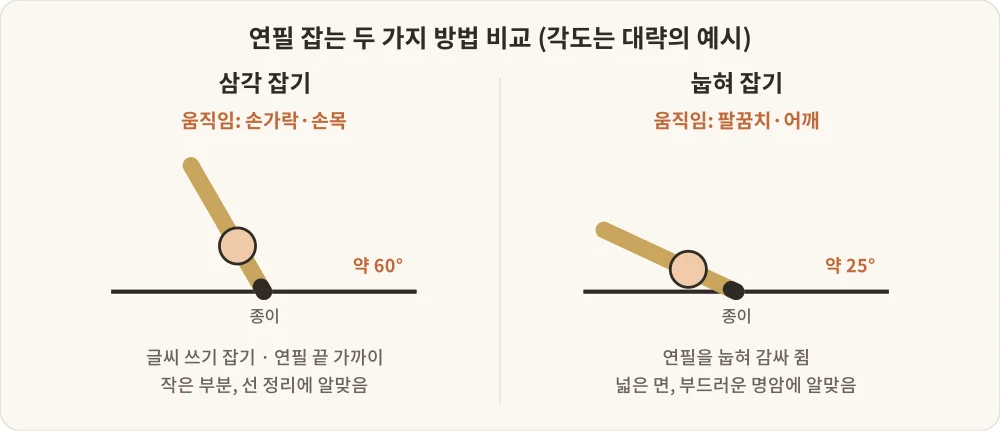 연필 잡는 두 가지 방법 비교 (각도는 대략의 예시)
삼각 잡기
움직임: 손가락·손목
약 60°
종이
글씨 쓰기 잡기 · 연필 끝 가까이
작은 부분, 선 정리에 알맞음
눕혀 잡기
움직임: 팔꿈치·어깨
약 25°
종이
연필을 눕혀 감싸 쥠
넓은 면, 부드러운 명암에 알맞음